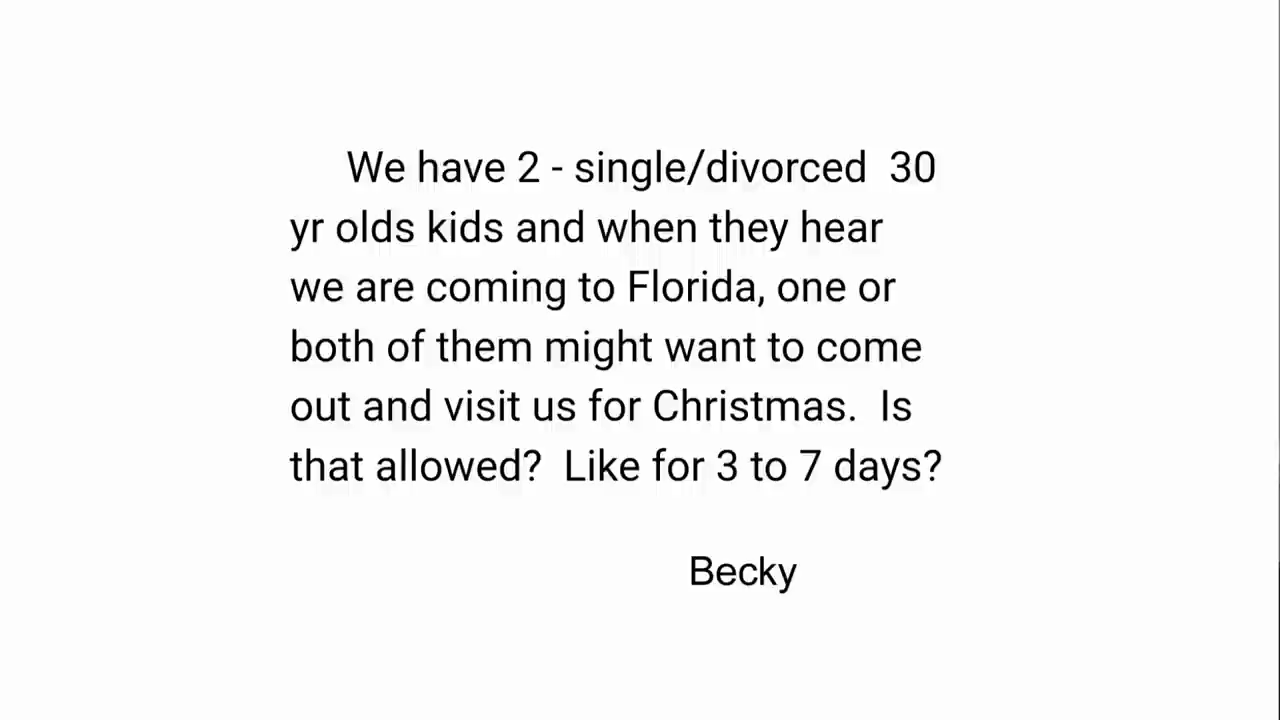 We have 2 - single/divorced  30
yr olds kids and when they hear
we are coming to Florida, one or
both of them might want to come
out and visit us for Christmas.  Is
that allowed?  Like for 3 to 7 days?
Becky